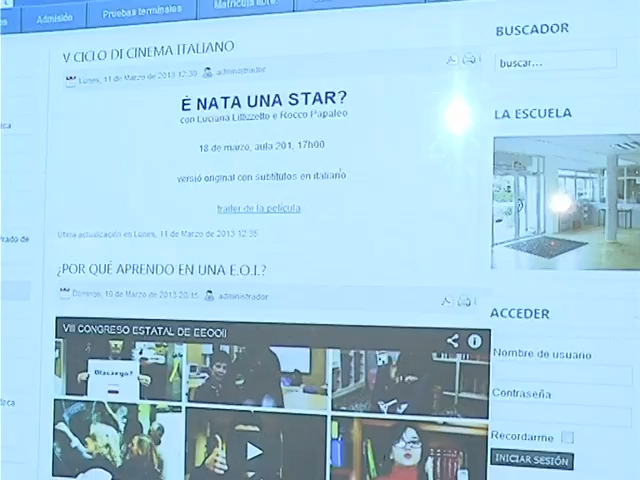 Admisión
Pruebas terminales
Matrícula
V CICLO DI CINEMA ITALIANO
Lunes, 11 de Marzo de 2013 12:30 administrador
È NATA UNA STAR?
con Luciana Littizzetto e Rocco Papaleo
18 de marzo, aula 201, 17h00
versió original con subtítulos en italiano
trailer de la película
Última actualización en Lunes, 11 de Marzo de 2013 12:35
¿POR QUÉ APRENDO EN UNA E.O.I.?
Domingo, 10 de Marzo de 2013 20:15 administrador
VIII CONGRESO ESTATAL DE EEOOII
BUSCADOR
buscar...
LA ESCUELA
ACCEDER
Nombre de usuario
Contraseña
Recordarme
INICIAR SESIÓN